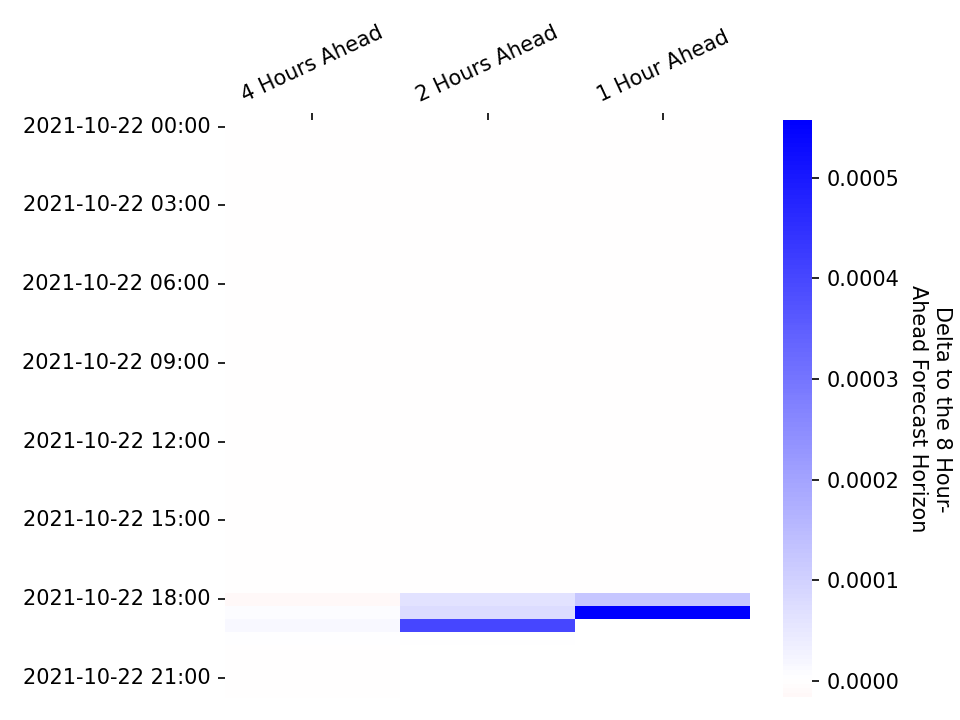 4 Hours Ahead
2 Hours Ahead
1 Hour Ahead
2021-10-22 00:00
2021-10-22 03:00
2021-10-22 06:00
2021-10-22 09:00
2021-10-22 12:00
2021-10-22 15:00
2021-10-22 18:00
2021-10-22 21:00
0.0005
0.0004
0.0003
0.0002
0.0001
0.0000
Delta to the 8 Hour-
Ahead Forecast Horizon